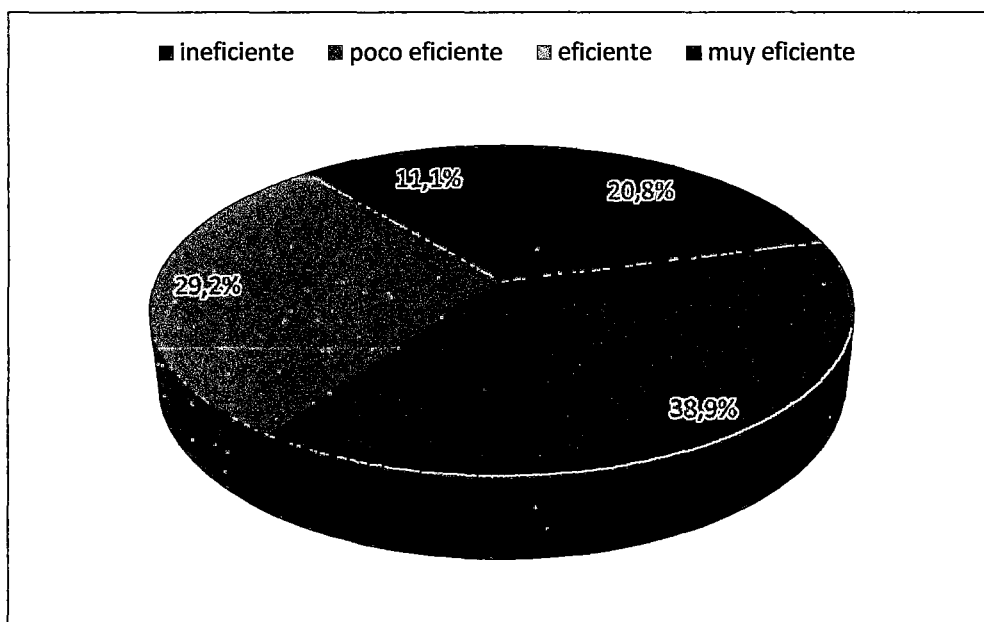 ineficiente poco eficiente eficiente muy eficiente
11,1% 20,8%
29,2%
38,9%